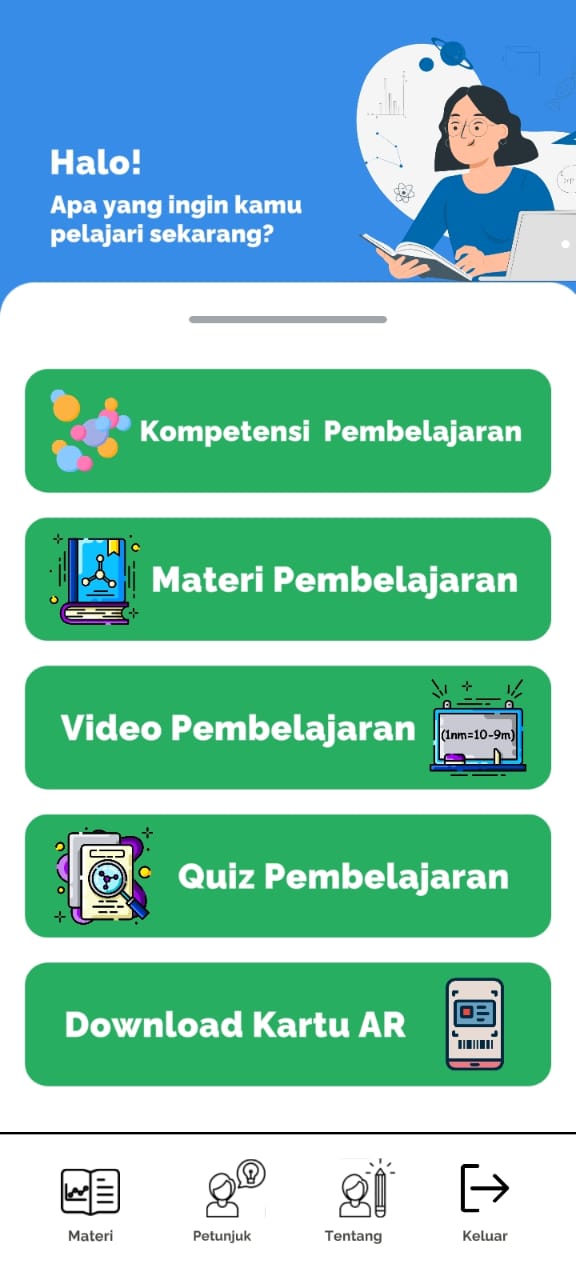 Halo!
Apa yang ingin kamu
pelajari sekarang?
Kompetensi Pembelajaran
Materi Pembelajaran
Video Pembelajaran
(1nm=10-9m)
Quiz Pembelajaran
Download Kartu AR
Materi
Petunjuk
Tentang
Keluar